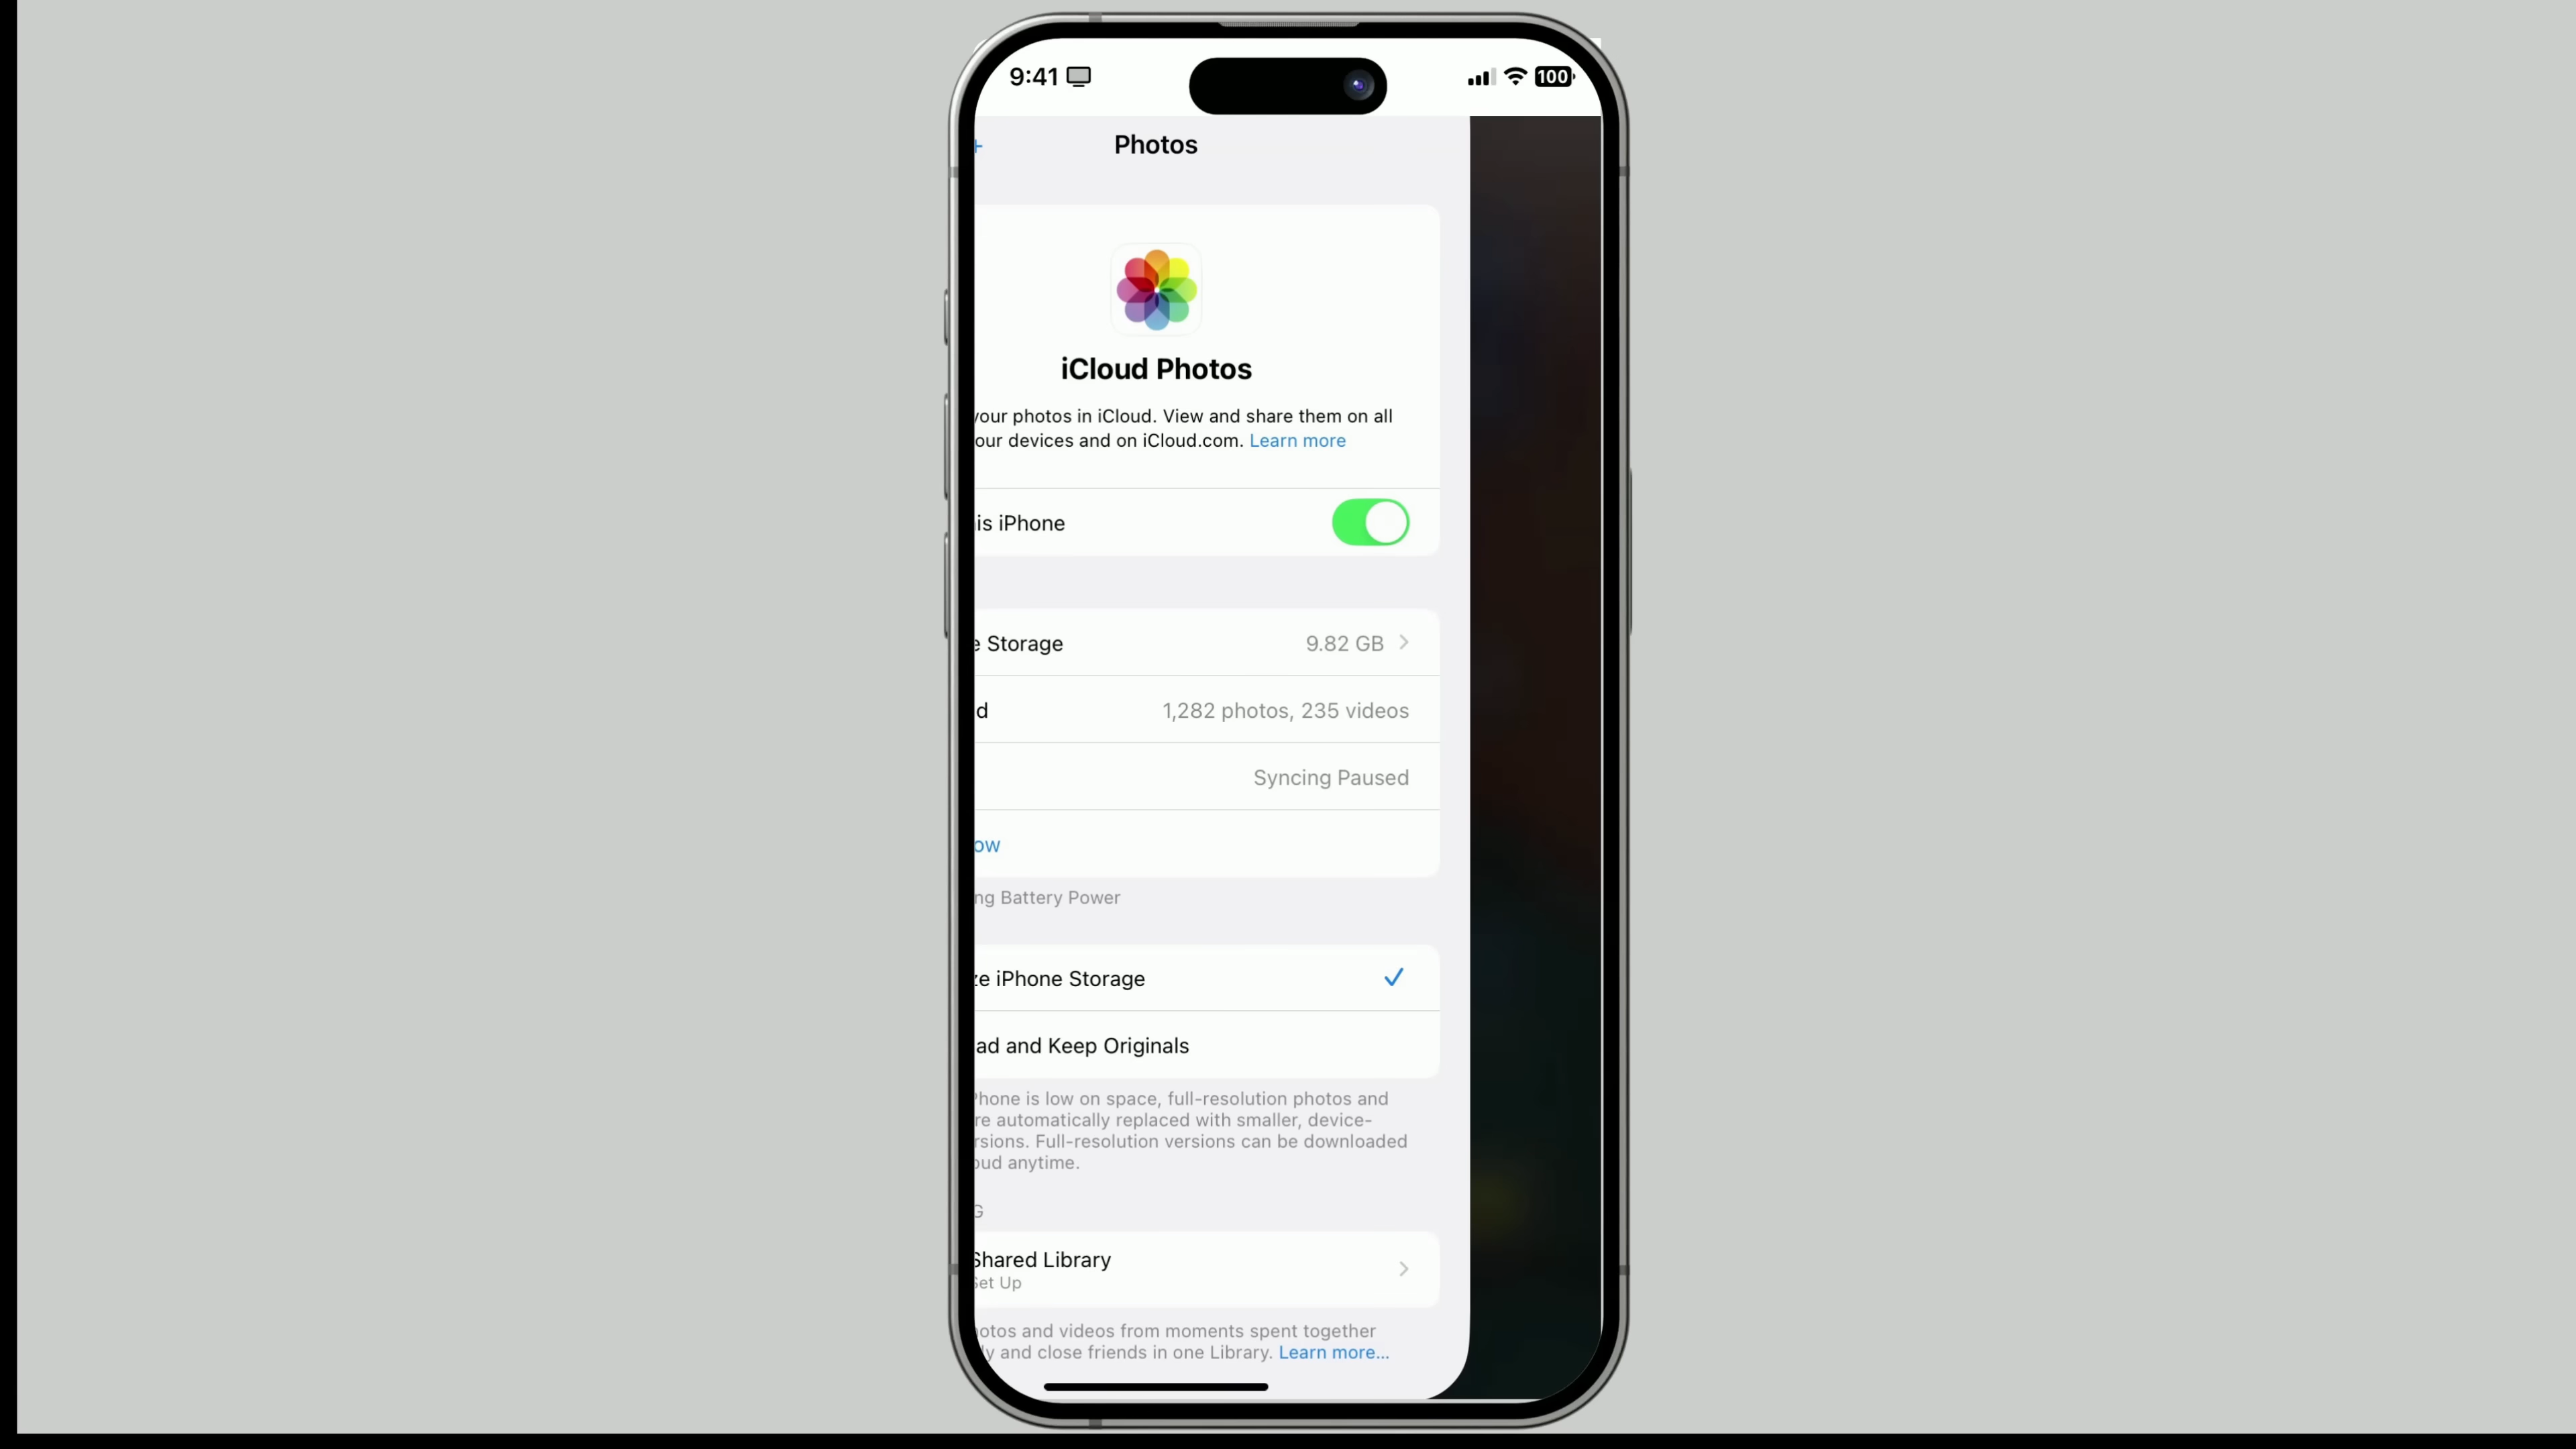 9:41
100
Photos
iCloud Photos
your photos in iCloud. View and share them on all
our devices and on iCloud.com. Learn more
is iPhone
e Storage 9.82 GB
d 1,282 photos, 235 videos
Syncing Paused
ow
ng Battery Power
ze iPhone Storage
ad and Keep Originals
Phone is low on space, full-resolution photos and
re automatically replaced with smaller, device-
rsions. Full-resolution versions can be downloaded
oud anytime.
G
Shared Library
Set Up
otos and videos from moments spent together
ly and close friends in one Library. Learn more...